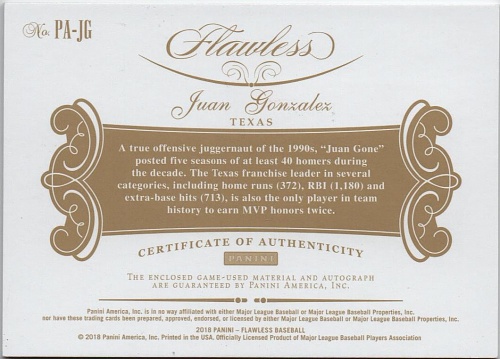 No. PA-JG
Flawless
Juan Gonzalez
TEXAS
A true offensive juggernaut of the 1990s, “Juan Gone”
posted five seasons of at least 40 homers during
the decade. The Texas franchise leader in several
categories, including home runs (372), RBI (1,180) and
extra-base hits (713), is also the only player in team
history to earn MVP honors twice.
CERTIFICATE OF AUTHENTICITY
PANINI
THE ENCLOSED GAME-USED MATERIAL AND AUTOGRAPH
ARE GUARANTEED BY PANINI AMERICA, INC.
Panini America, Inc. is in no way affiliated with either Major League Baseball or Major League Baseball Properties, Inc.,
nor have these trading cards been prepared, approved, endorsed, or licensed by either Major League Baseball or Major League Baseball Properties, Inc.
2018 PANINI – FLAWLESS BASEBALL
© 2018 Panini America, Inc. Printed in the USA. Officially Licensed Product of Major League Baseball Players Association